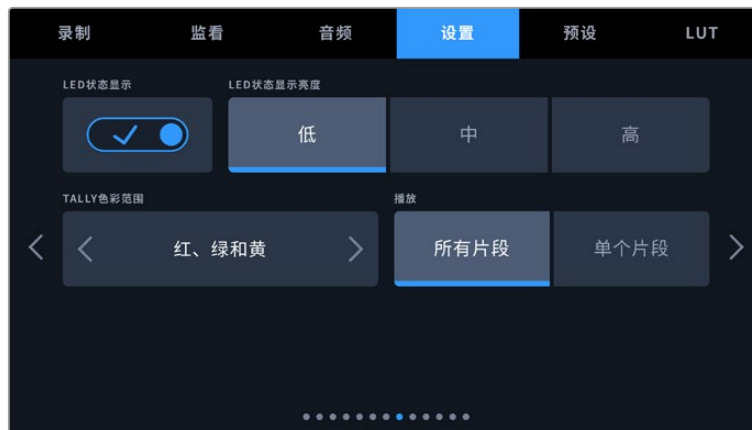 录制 监看 音频 设置 预设 LUT
LED状态显示 LED状态显示亮度
低 中 高
TALLY色彩范围 播放
红、绿和黄 所有片段 单个片段